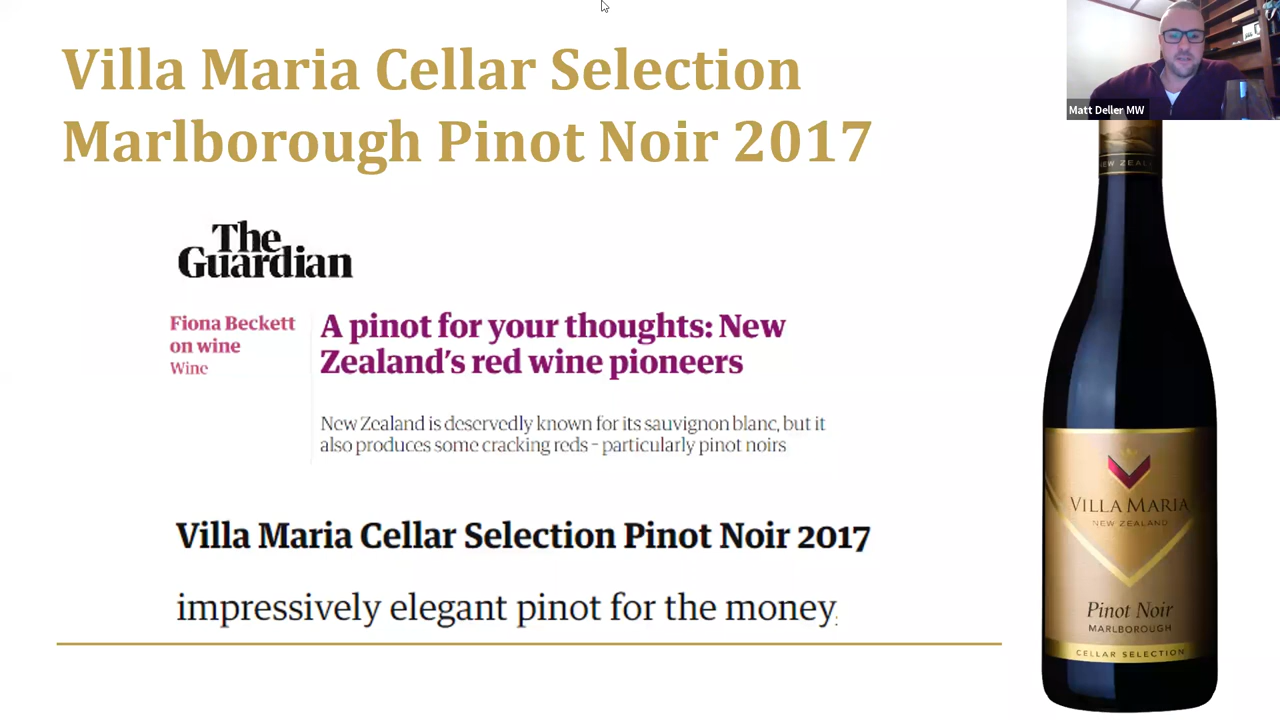 Villa Maria Cellar Selection
Marlborough Pinot Noir 2017
Matt Deller MW
The
Guardian
Fiona Beckett
on wine
Wine
A pinot for your thoughts: New
Zealand's red wine pioneers
New Zealand is deservedly known for its sauvignon blanc, but it
also produces some cracking reds – particularly pinot noirs
Villa Maria Cellar Selection Pinot Noir 2017
impressively elegant pinot for the money;
VILLA MARIA
NEW ZEALAND
Pinot Noir
MARLBOROUGH
CELLAR SELECTION